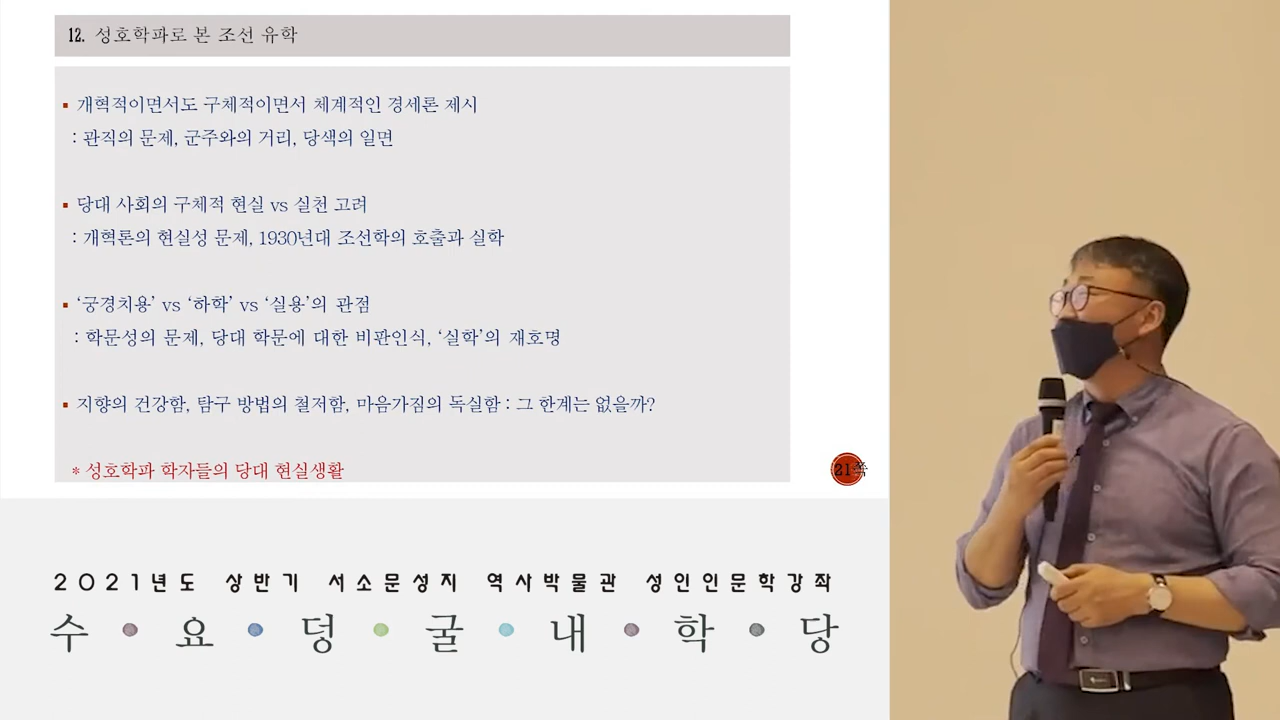 12. 성호학파로 본 조선 유학
▪ 개혁적이면서도 구체적이면서 체계적인 경세론 제시
: 관직의 문제, 군주와의 거리, 당색의 일면
▪ 당대 사회의 구체적 현실 vs 실천 고려
: 개혁론의 현실성 문제, 1930년대 조선학의 호출과 실학
▪ ‘궁경치용’ vs ‘하학’ vs ‘실용’의 관점
: 학문성의 문제, 당대 학문에 대한 비판인식, ‘실학’의 재호명
▪ 지향의 건강함, 탐구 방법의 철저함, 마음가짐의 독실함 : 그 한계는 없을까?
* 성호학파 학자들의 당대 현실생활
21쪽
2021년도 상반기 서소문성지 역사박물관 성인인문학강좌
수•요•덩•굴•내•학•당